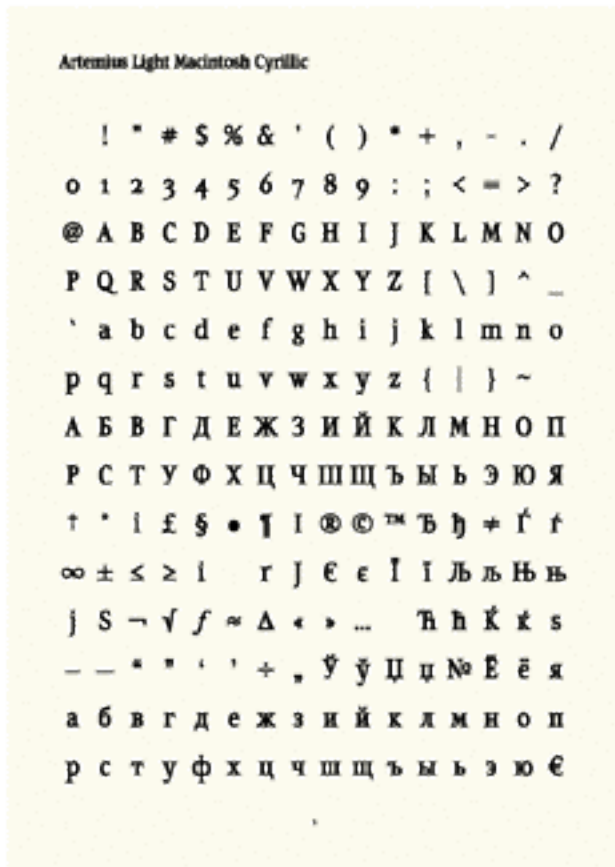 Artemius Light Macintosh Cyrillic
! " # $ % & ' ( ) * + , - . /
0 1 2 3 4 5 6 7 8 9 : ; < = > ?
@ A B C D E F G H I J K L M N O
P Q R S T U V W X Y Z [ \ ] ^ _
` a b c d e f g h i j k l m n o
p q r s t u v w x y z { | } ~
А Б В Г Д Е Ж З И Й К Л М Н О П
Р С Т У Ф Х Ц Ч Ш Щ Ъ Ы Ь Э Ю Я
† ° і £ § • ¶ І ® © ™ Ђ ђ ≠ Ѓ ѓ
∞ ± ≤ ≥ і г Ј Є є Ї ї Љ љ Њ њ
ј Ѕ ¬ √ ƒ ≈ ∆ « » … Ћ ћ Ќ ќ ѕ
– — “ ” ‘ ’ ÷ „ Ў ў Џ џ № Ё ё я
а б в г д е ж з и й к л м н о п
р с т у ф х ц ч ш щ ъ ы ь э ю €